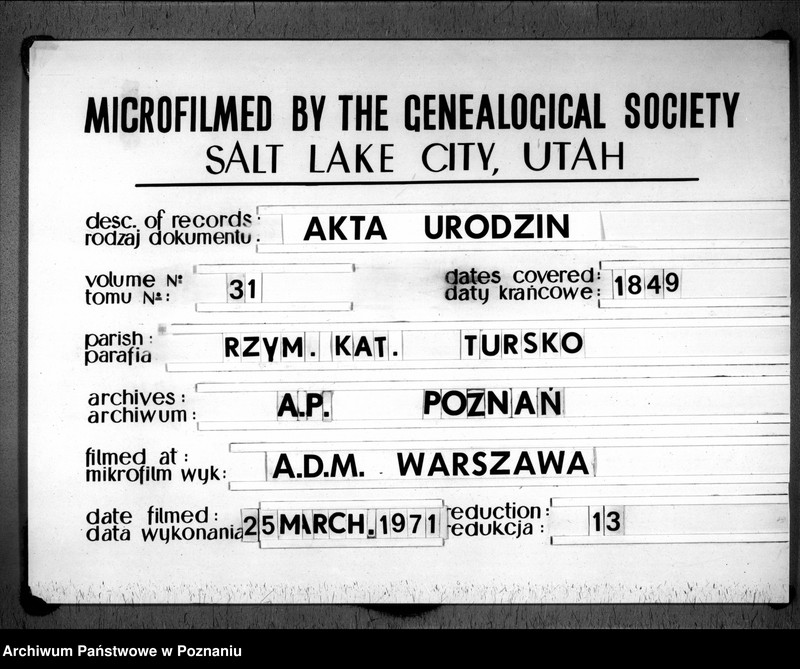 MICROFILMED BY THE GENEALOGICAL SOCIETY
SALT LAKE CITY, UTAH
desc. of records: AKTA URODZIN
rodzaj dokumentu:
volume Nº 31 dates covered: 1849
tomu Nº: daty krańcowe:
parish: RZYM. KAT. TURSKO
parafia
archives: A.P. POZNAŃ
archiwum:
filmed at: A.D.M. WARSZAWA
mikrofilm wyk:
date filmed: 25 MARCH. 1971 reduction: 13
data wykonania redukcja:
Archiwum Państwowe w Poznaniu